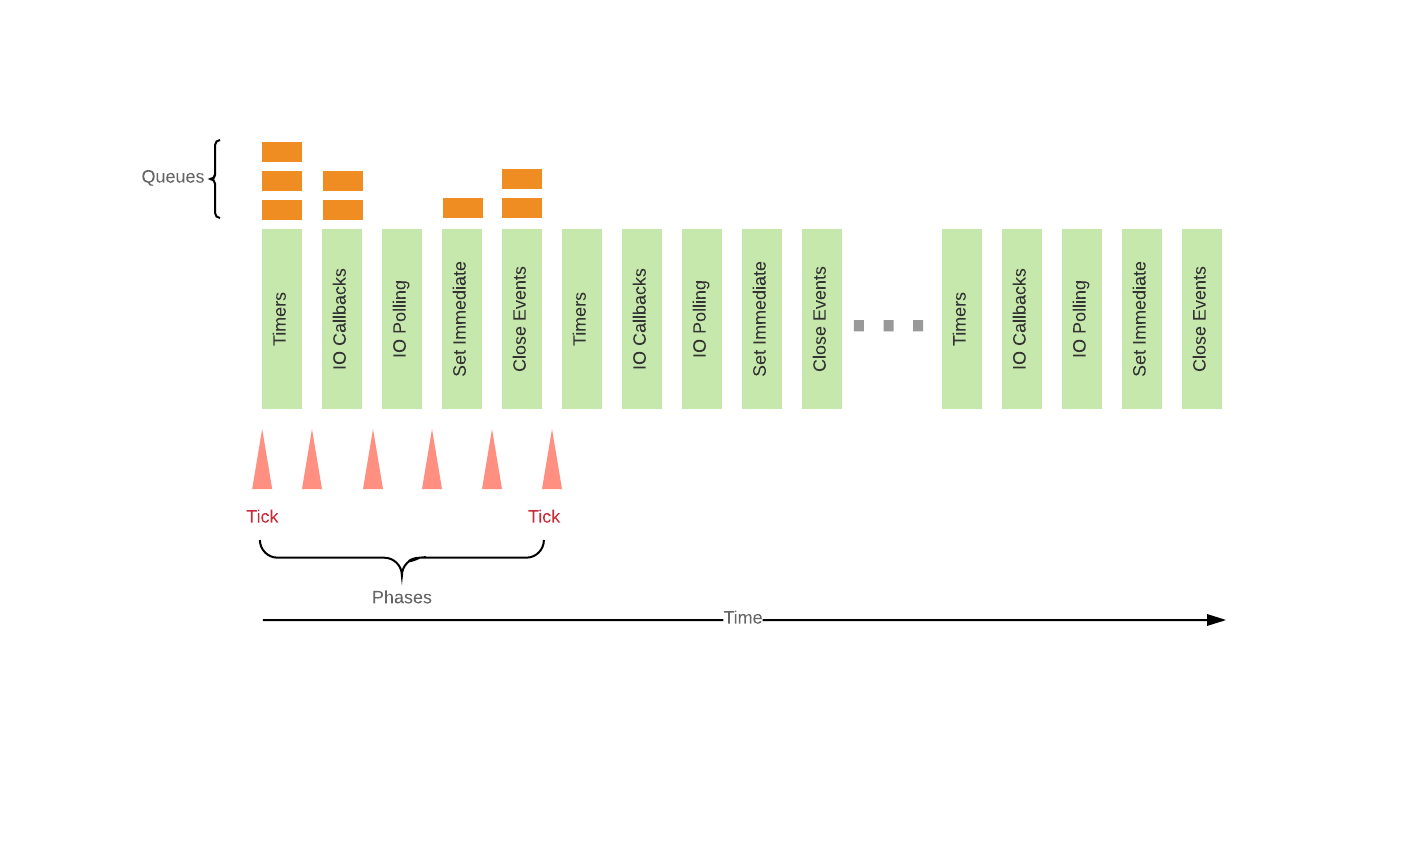 Queues
Timers
IO Callbacks
IO Polling
Set Immediate
Close Events
Timers
IO Callbacks
IO Polling
Set Immediate
Close Events
Timers
IO Callbacks
IO Polling
Set Immediate
Close Events
Tick
Tick
Phases
Time